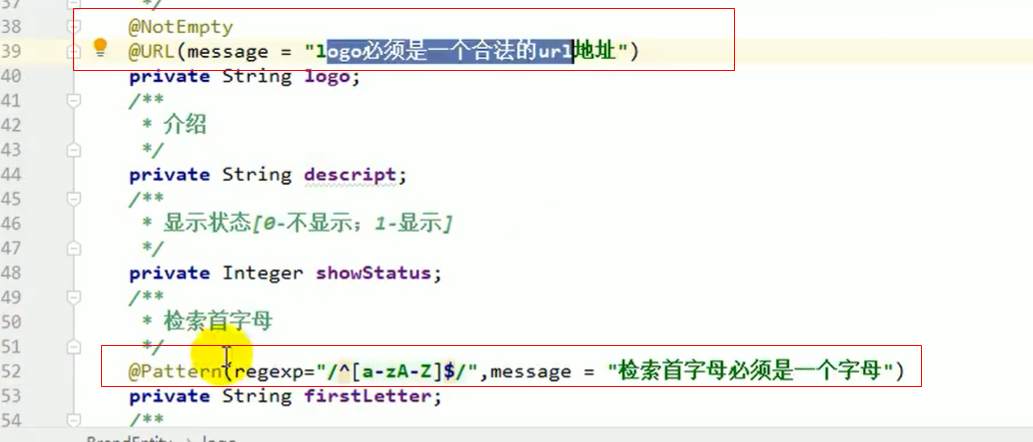 37 */
38 @NotEmpty
39 @URL(message = "logo必须是一个合法的url地址")
40 private String logo;
41 /**
42 * 介绍
43 */
44 private String descript;
45 /**
46 * 显示状态[0-不显示；1-显示]
47 */
48 private Integer showStatus;
49 /**
50 * 检索首字母
51 */
52 @Pattern(regexp="/^[a-zA-Z]$/",message = "检索首字母必须是一个字母")
53 private String firstLetter;
54 /**